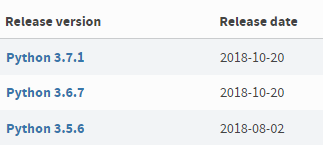 Release version Release date
Python 3.7.1 2018-10-20
Python 3.6.7 2018-10-20
Python 3.5.6 2018-08-02